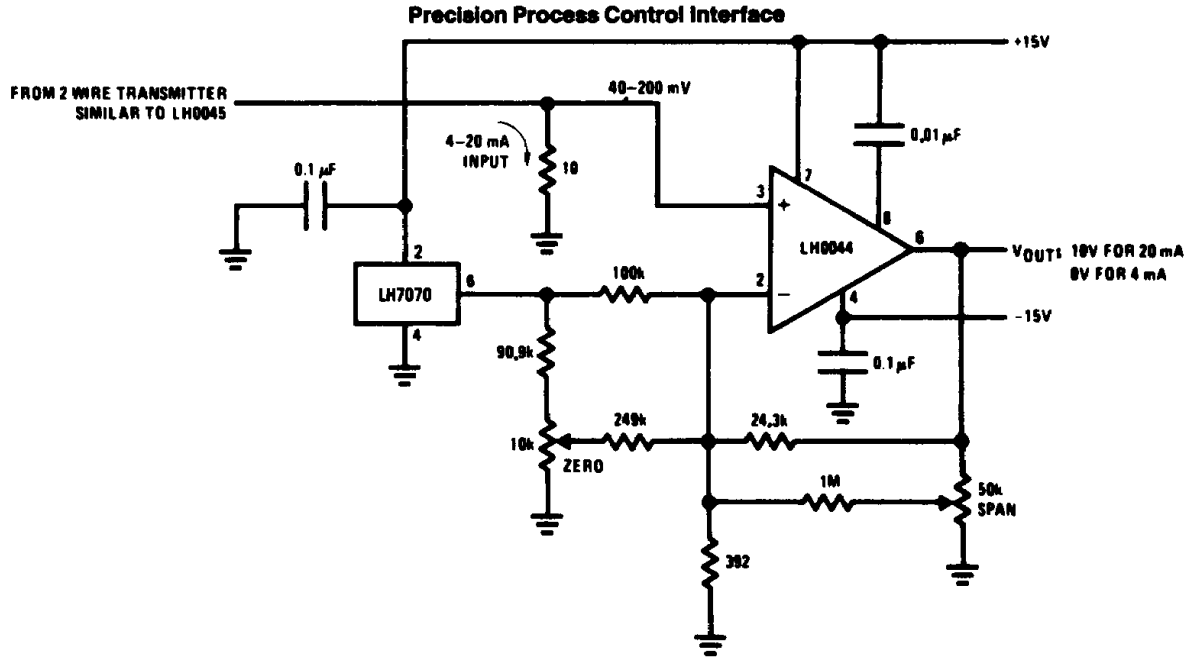 Precision Process Control Interface
+15V
FROM 2 WIRE TRANSMITTER
SIMILAR TO LH0045
40–200 mV
4–20 mA
INPUT
10
0.01 µF
0.1 µF
7
3
+
8
LH0044
6
VOUT: 10V FOR 20 mA
0V FOR 4 mA
2
LH7070
6
100k
2
–
4
–15V
4
90.9k
0.1 µF
10k
ZERO
249k
24.3k
1M
50k
SPAN
392